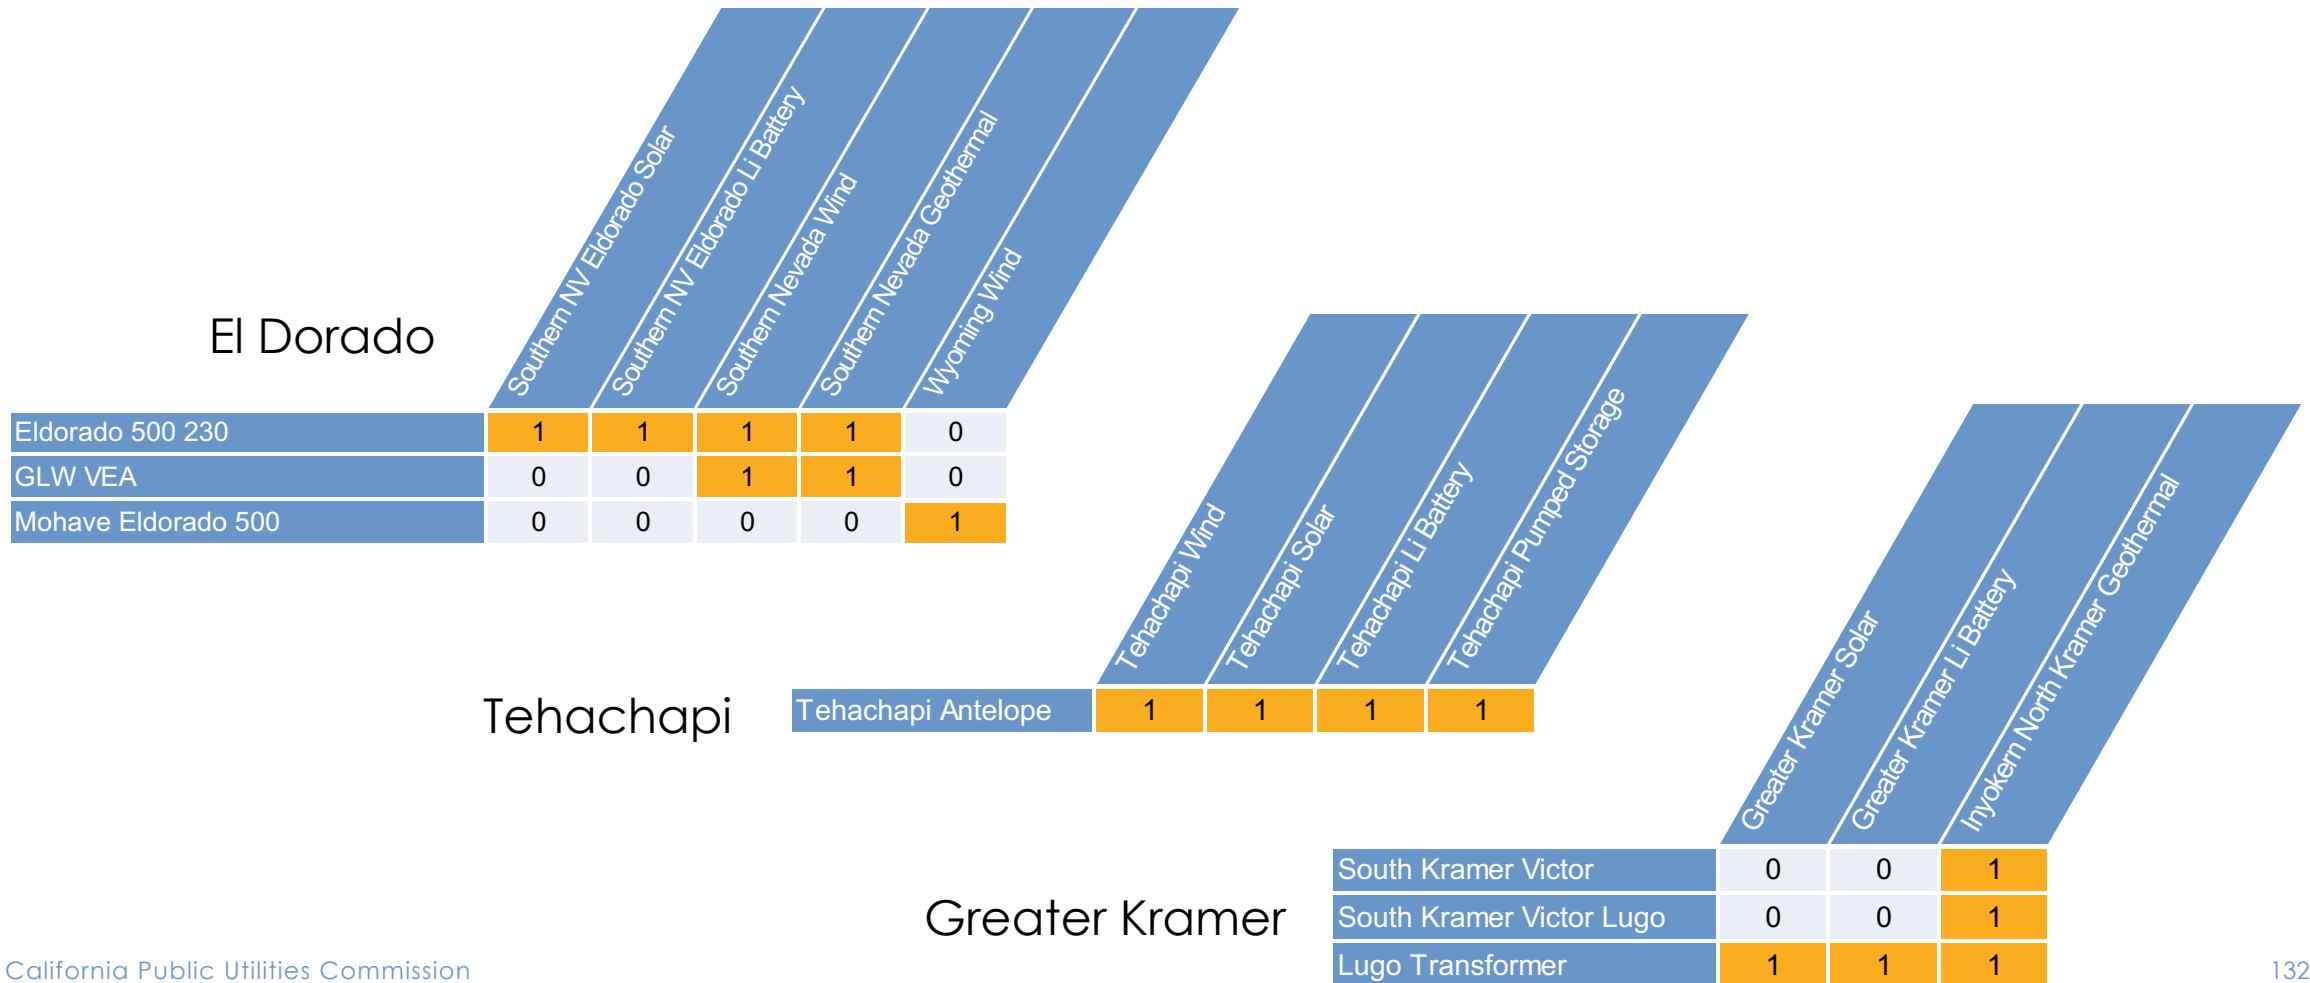 El Dorado
Southern NV Eldorado Solar
Southern NV Eldorado Li Battery
Southern Nevada Wind
Southern Nevada Geothermal
Wyoming Wind
Eldorado 500 230 1 1 1 1 0
GLW VEA 0 0 1 1 0
Mohave Eldorado 500 0 0 0 0 1
Tehachapi
Tehachapi Wind
Tehachapi Solar
Tehachapi Li Battery
Tehachapi Pumped Storage
Tehachapi Antelope 1 1 1 1
Greater Kramer
Greater Kramer Solar
Greater Kramer Li Battery
Inyokern North Kramer Geothermal
South Kramer Victor 0 0 1
South Kramer Victor Lugo 0 0 1
Lugo Transformer 1 1 1
California Public Utilities Commission
132